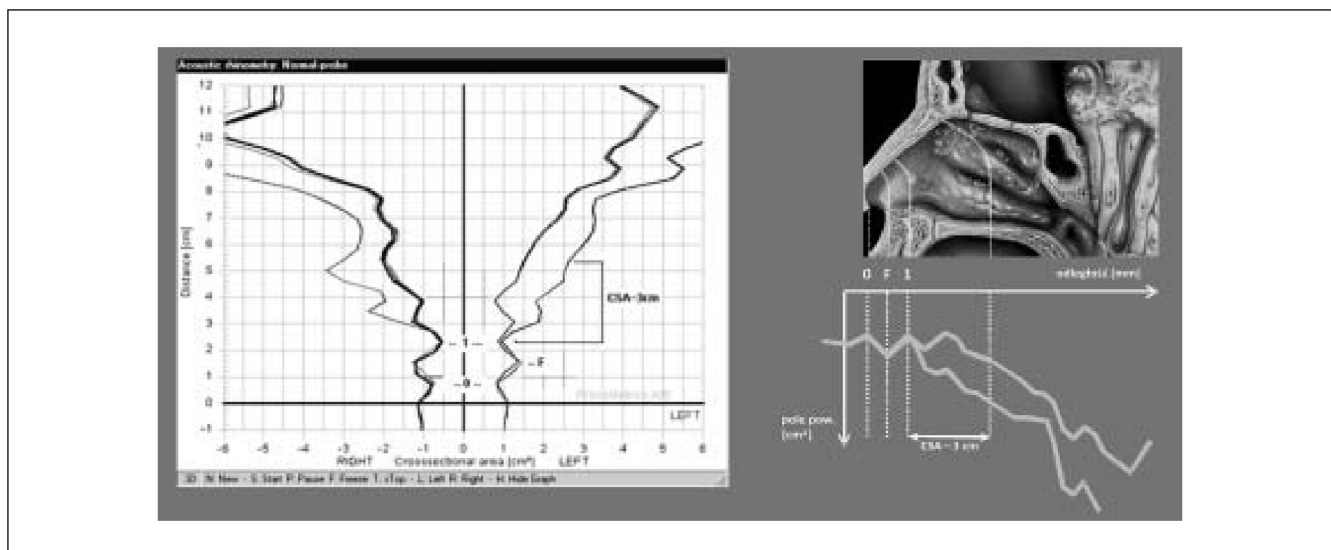 Acoustic rhinometry: Normal probe
12
11
10
9
8
7
6
5
4
3
2
1
0
-1
Distance [cm]
CSA-3cm
-- 1 --
-- F
-- 0 --
LEFT
-6 -5 -4 -3 -2 -1 0 1 2 3 4 5 6
RIGHT Crosssectional area (cm²) LEFT
3D N: New - S: Start P: Pause F: Freeze T: xTop - L: Left R: Right - H: Hide Graph
0 F 1
[mm]
pole pow.
[cm²]
CSA - 3 cm